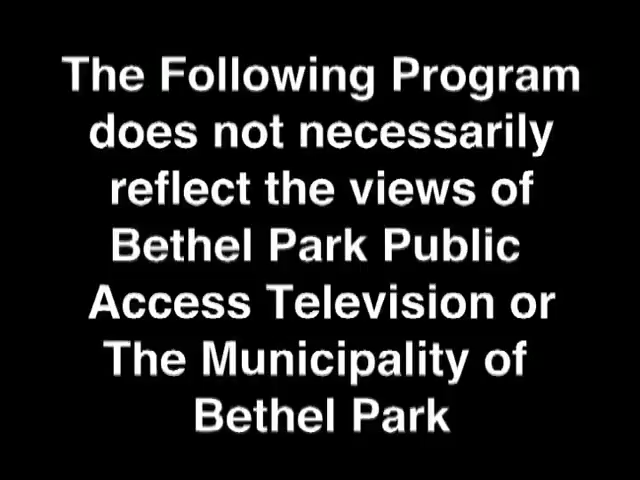 The Following Program
does not necessarily
reflect the views of
Bethel Park Public
Access Television or
The Municipality of
Bethel Park